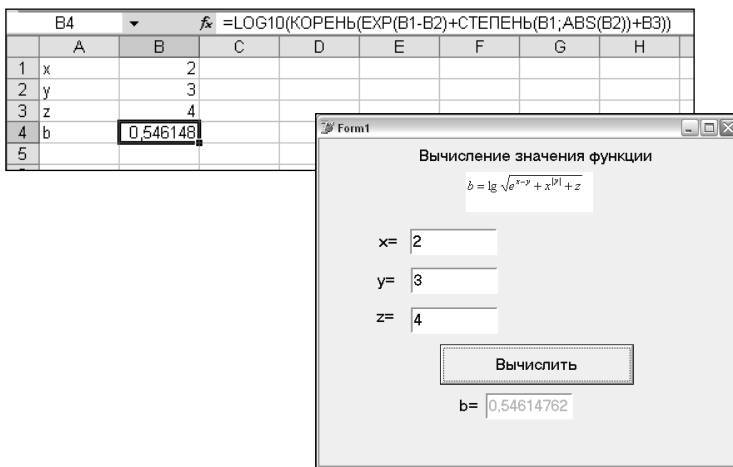 B4 fx =LOG10(КОРЕНЬ(EXP(B1-B2)+СТЕПЕНЬ(B1;ABS(B2))+B3))
A B C D E F G H
1 x 2
2 y 3
3 z 4
4 b 0,546148
5
Form1
Вычисление значения функции
b = lg √e^{x-y} + x^{|y|} + z
x= 2
y= 3
z= 4
Вычислить
b= 0,54614762